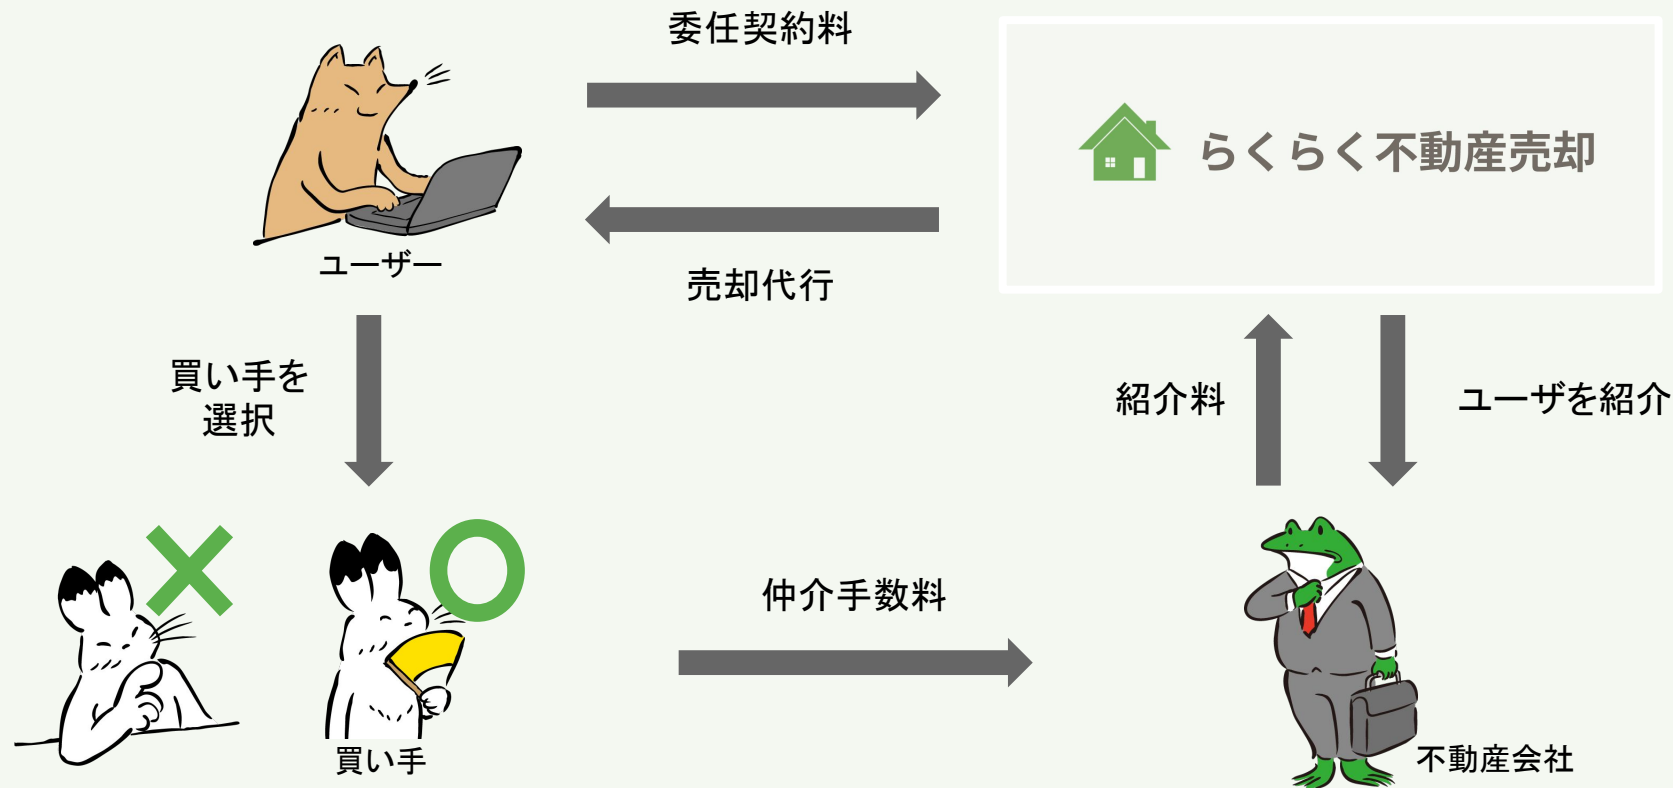 委任契約料
らくらく不動産売却
ユーザー
売却代行
買い手を
選択
紹介料
ユーザを紹介
仲介手数料
買い手
不動産会社